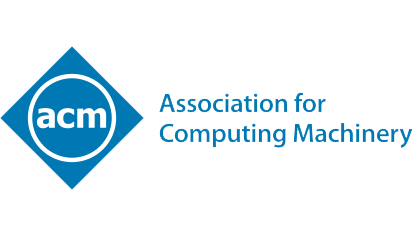 acm
Association for
Computing Machinery